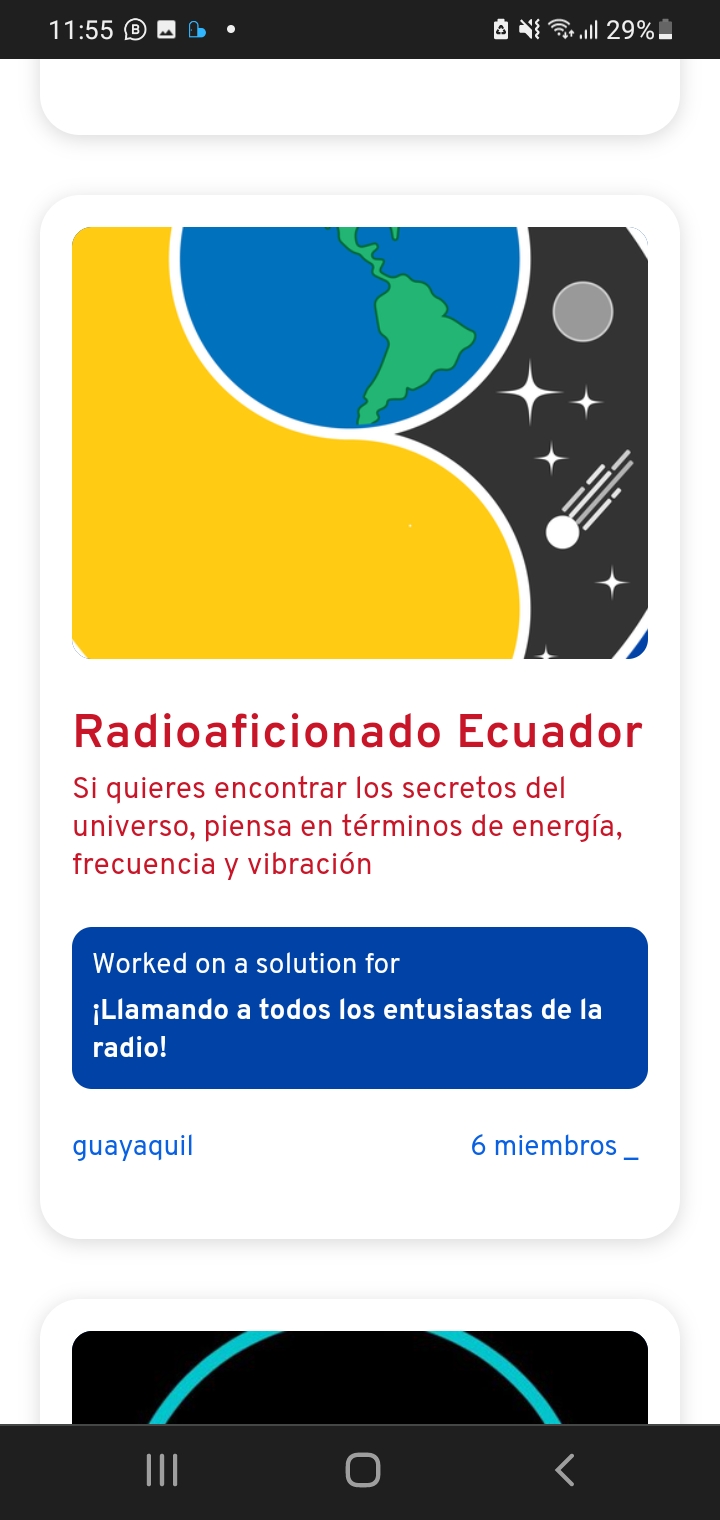 11:55
29%
Radioaficionado Ecuador
Si quieres encontrar los secretos del
universo, piensa en términos de energía,
frecuencia y vibración
Worked on a solution for
¡Llamando a todos los entusiastas de la
radio!
guayaquil
6 miembros _